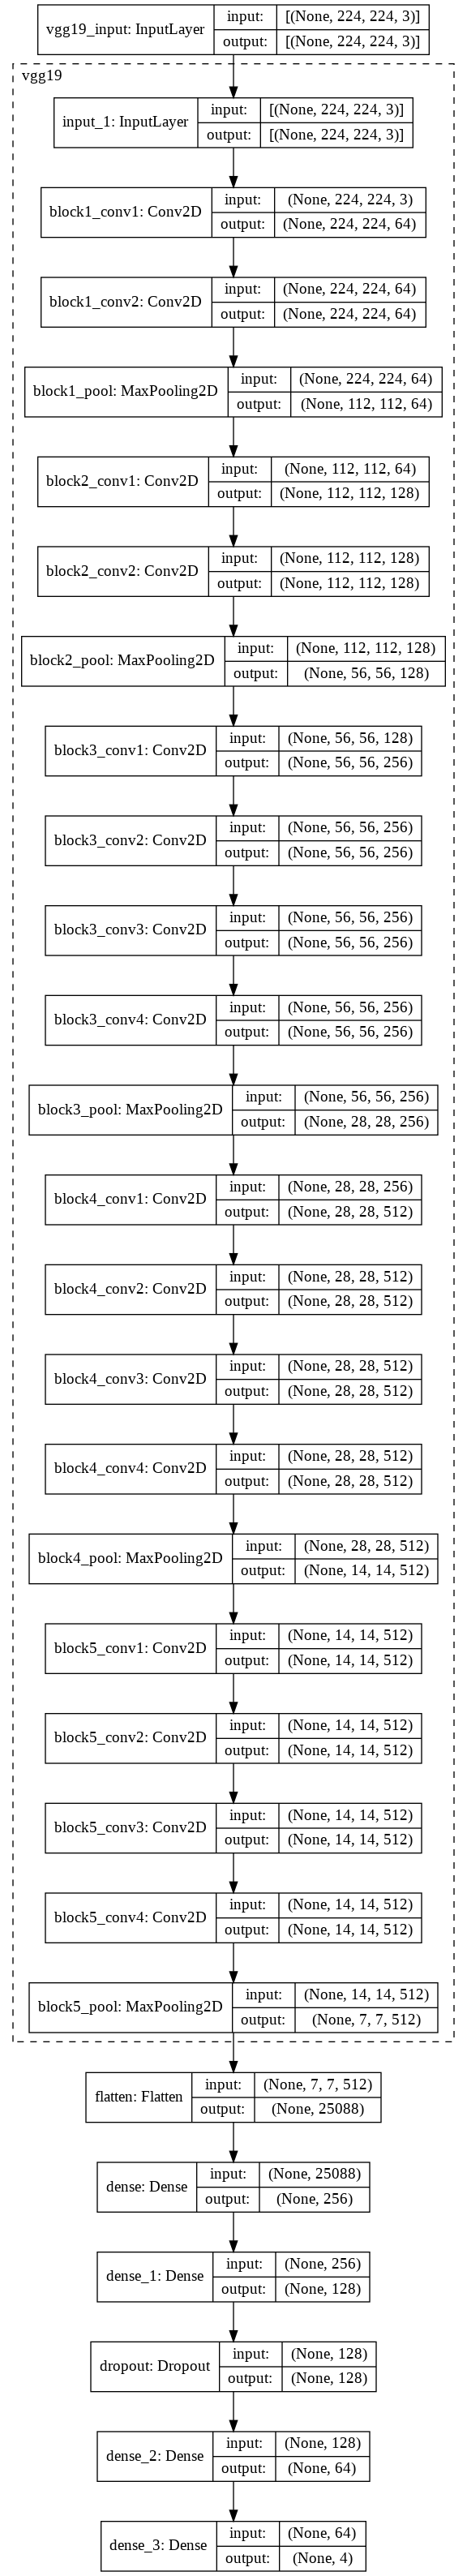 vgg19_input: InputLayer input: [(None, 224, 224, 3)]
output: [(None, 224, 224, 3)]
vgg19
input_1: InputLayer input: [(None, 224, 224, 3)]
output: [(None, 224, 224, 3)]
block1_conv1: Conv2D input: (None, 224, 224, 3)
output: (None, 224, 224, 64)
block1_conv2: Conv2D input: (None, 224, 224, 64)
output: (None, 224, 224, 64)
block1_pool: MaxPooling2D input: (None, 224, 224, 64)
output: (None, 112, 112, 64)
block2_conv1: Conv2D input: (None, 112, 112, 64)
output: (None, 112, 112, 128)
block2_conv2: Conv2D input: (None, 112, 112, 128)
output: (None, 112, 112, 128)
block2_pool: MaxPooling2D input: (None, 112, 112, 128)
output: (None, 56, 56, 128)
block3_conv1: Conv2D input: (None, 56, 56, 128)
output: (None, 56, 56, 256)
block3_conv2: Conv2D input: (None, 56, 56, 256)
output: (None, 56, 56, 256)
block3_conv3: Conv2D input: (None, 56, 56, 256)
output: (None, 56, 56, 256)
block3_conv4: Conv2D input: (None, 56, 56, 256)
output: (None, 56, 56, 256)
block3_pool: MaxPooling2D input: (None, 56, 56, 256)
output: (None, 28, 28, 256)
block4_conv1: Conv2D input: (None, 28, 28, 256)
output: (None, 28, 28, 512)
block4_conv2: Conv2D input: (None, 28, 28, 512)
output: (None, 28, 28, 512)
block4_conv3: Conv2D input: (None, 28, 28, 512)
output: (None, 28, 28, 512)
block4_conv4: Conv2D input: (None, 28, 28, 512)
output: (None, 28, 28, 512)
block4_pool: MaxPooling2D input: (None, 28, 28, 512)
output: (None, 14, 14, 512)
block5_conv1: Conv2D input: (None, 14, 14, 512)
output: (None, 14, 14, 512)
block5_conv2: Conv2D input: (None, 14, 14, 512)
output: (None, 14, 14, 512)
block5_conv3: Conv2D input: (None, 14, 14, 512)
output: (None, 14, 14, 512)
block5_conv4: Conv2D input: (None, 14, 14, 512)
output: (None, 14, 14, 512)
block5_pool: MaxPooling2D input: (None, 14, 14, 512)
output: (None, 7, 7, 512)
flatten: Flatten input: (None, 7, 7, 512)
output: (None, 25088)
dense: Dense input: (None, 25088)
output: (None, 256)
dense_1: Dense input: (None, 256)
output: (None, 128)
dropout: Dropout input: (None, 128)
output: (None, 128)
dense_2: Dense input: (None, 128)
output: (None, 64)
dense_3: Dense input: (None, 64)
output: (None, 4)